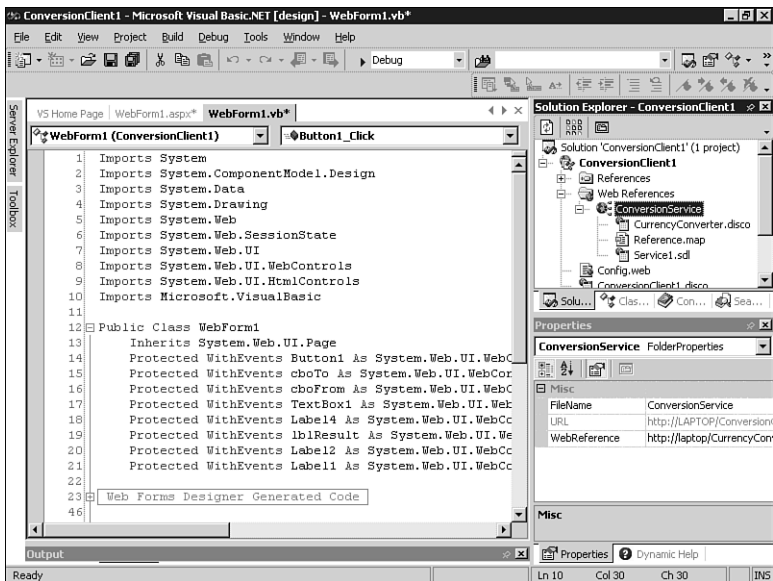 ConversionClient1 - Microsoft Visual Basic.NET [design] - WebForm1.vb*
File Edit View Project Build Debug Tools Window Help
Debug
Server Explorer
Toolbox
VS Home Page WebForm1.aspx* WebForm1.vb*
WebForm1 (ConversionClient1) Button1_Click
1 Imports System
2 Imports System.ComponentModel.Design
3 Imports System.Data
4 Imports System.Drawing
5 Imports System.Web
6 Imports System.Web.SessionState
7 Imports System.Web.UI
8 Imports System.Web.UI.WebControls
9 Imports System.Web.UI.HtmlControls
10 Imports Microsoft.VisualBasic
11
12 Public Class WebForm1
13 Inherits System.Web.UI.Page
14 Protected WithEvents Button1 As System.Web.UI.WebC
15 Protected WithEvents cboTo As System.Web.UI.WebCon
16 Protected WithEvents cboFrom As System.Web.UI.WebC
17 Protected WithEvents TextBox1 As System.Web.UI.Web
18 Protected WithEvents Label4 As System.Web.UI.WebCo
19 Protected WithEvents lblResult As System.Web.UI.We
20 Protected WithEvents Label2 As System.Web.UI.WebCo
21 Protected WithEvents Label1 As System.Web.UI.WebCo
22
23 Web Forms Designer Generated Code
46
Output
Solution Explorer - ConversionClient1
Solution 'ConversionClient1' (1 project)
ConversionClient1
References
Web References
ConversionService
CurrencyConverter.disco
Reference.map
Service1.sdl
Config.web
ConversionClient1.disco
Solu... Clas... Con... Sea...
Properties
ConversionService FolderProperties
Misc
FileName ConversionService
URL http://LAPTOP/Conversion
WebReference http://laptop/CurrencyCon
Misc
Properties Dynamic Help
Ready Ln 10 Col 30 Ch 30 INS